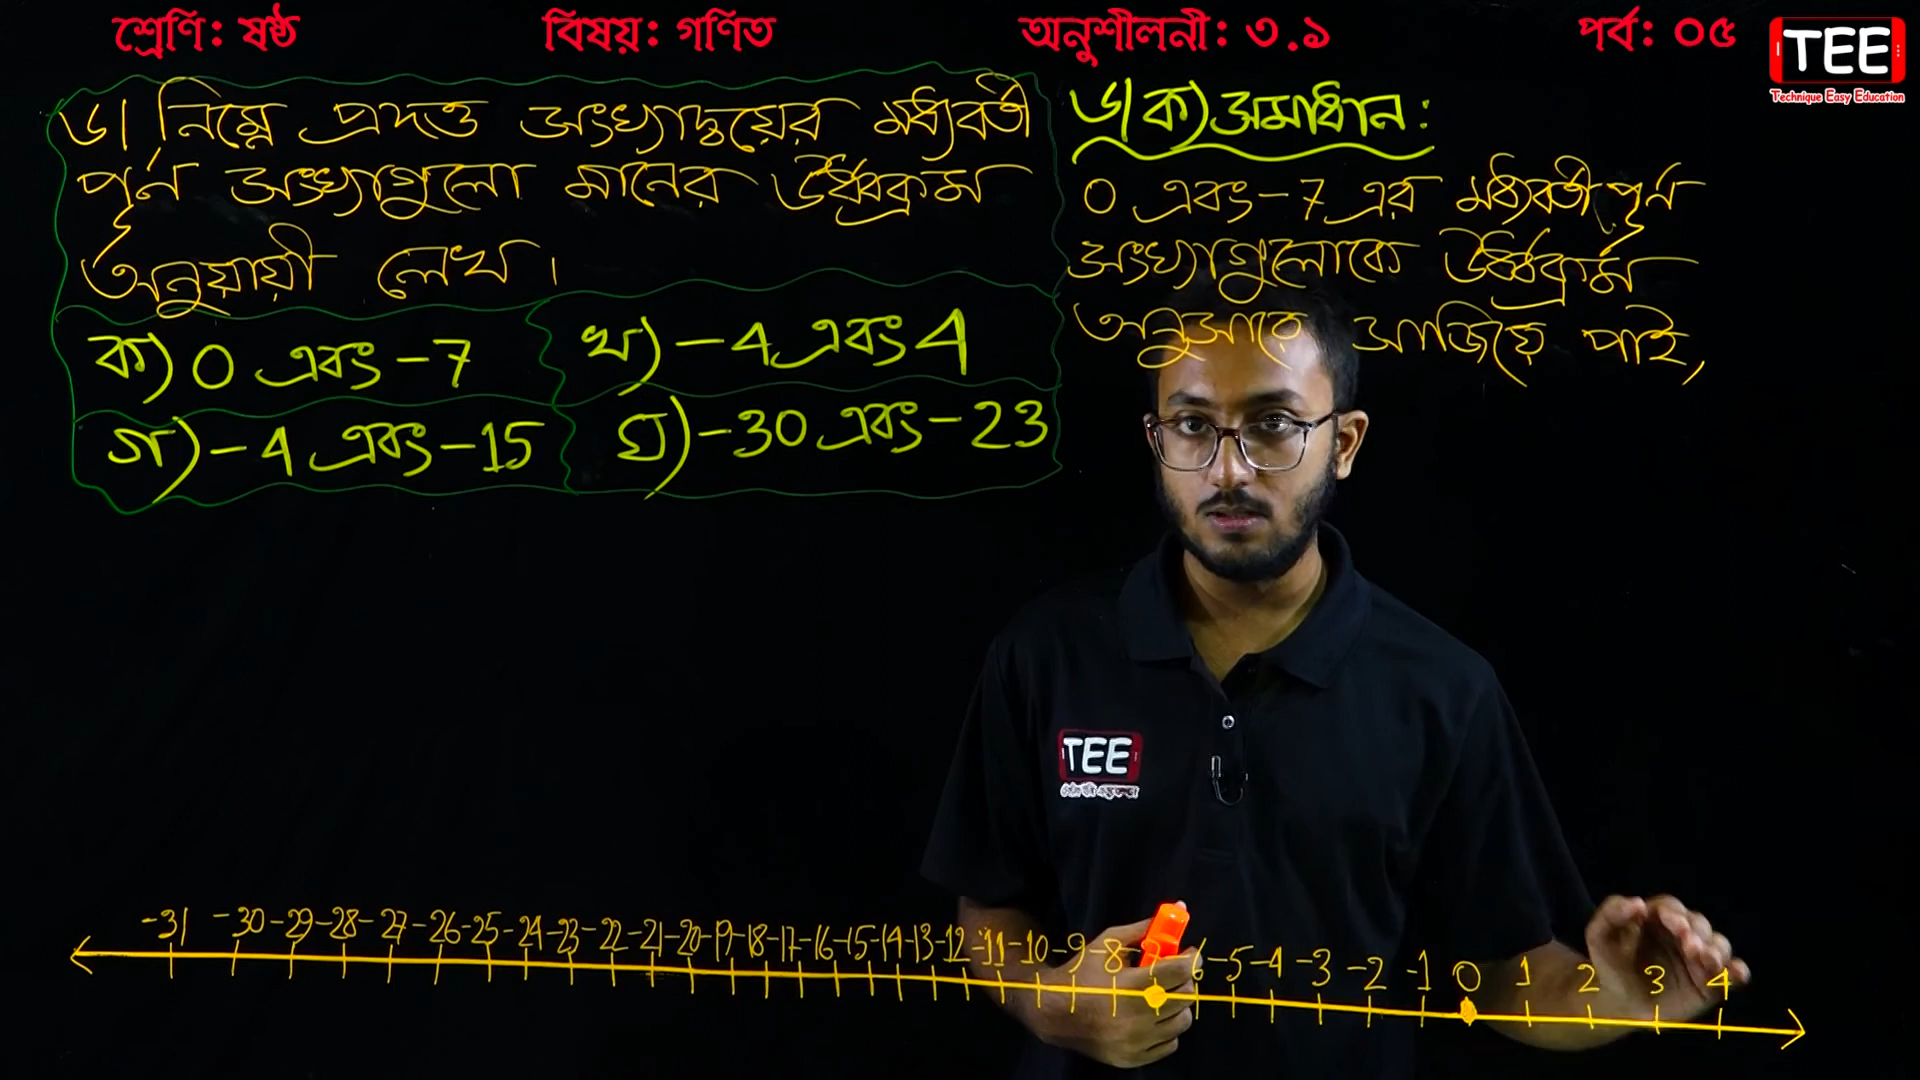 শ্রেণি: ষষ্ঠ
বিষয়: গণিত
অনুশীলনী: ৩.১
পর্ব: ০৫
TEE
Technique Easy Education
৬। নিম্নে প্রদত্ত সংখ্যাদ্বয়ের মধ্যবর্তী
পূর্ণ সংখ্যাগুলো মানের উর্ধ্বক্রম
অনুযায়ী লেখ।
ক) 0 এবং -7
খ) -4 এবং 4
গ) -4 এবং -15
ঘ) -30 এবং -23
৬।ক) সমাধান:
0 এবং -7 এর মধ্যবর্তী পূর্ণ
সংখ্যাগুলোকে উর্ধ্বক্রম
অনুসারে সাজিয়ে পাই,
TEE
-31 -30 -29 -28 -27 -26 -25 -24 -23 -22 -21 -20 -19 -18 -17 -16 -15 -14 -13 -12 -11 -10 -9 -8 -7 -6 -5 -4 -3 -2 -1 0 1 2 3 4